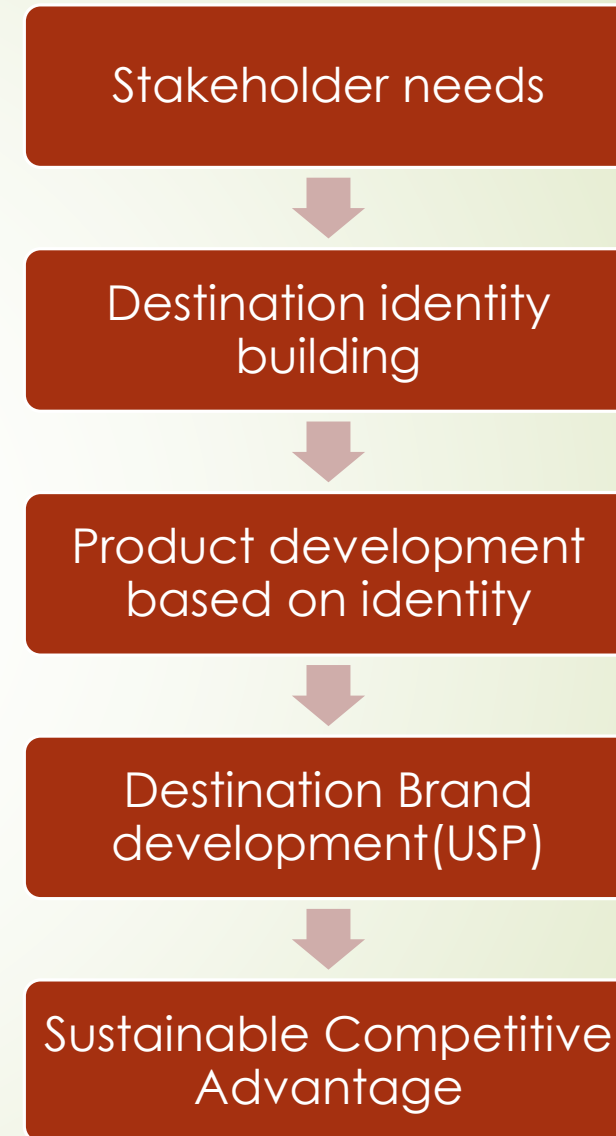 Stakeholder needs
Destination identity
building
Product development
based on identity
Destination Brand
development(USP)
Sustainable Competitive
Advantage